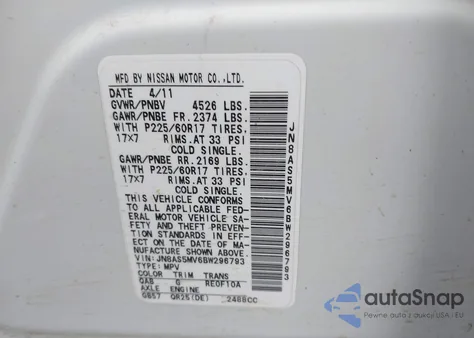 MFD BY NISSAN MOTOR CO., LTD.
DATE 4/11
GVWR/PNBV 4526 LBS.
GAWR/PNBE FR. 2374 LBS.
WITH P225/60R17 TIRES.
17x7 RIMS. AT 33 PSI
COLD SINGLE.
GAWR/PNBE RR. 2169 LBS.
WITH P225/60R17 TIRES.
17x7 RIMS. AT 33 PSI
COLD SINGLE.
THIS VEHICLE CONFORMS
TO ALL APPLICABLE FED-
ERAL MOTOR VEHICLE SA-
FETY AND THEFT PREVEN-
TION STANDARDS IN EFF-
ECT ON THE DATE OF MA-
NUFACTURE SHOWN ABOVE.
VIN: JN8AS5MV6BW296793
TYPE: MPV
COLOR TRIM TRANS
QAB G RE0F10A
AXLE ENGINE
GB57 QR25(DE) 2488CC
JN8AS5MV6BW296793
autoSnap